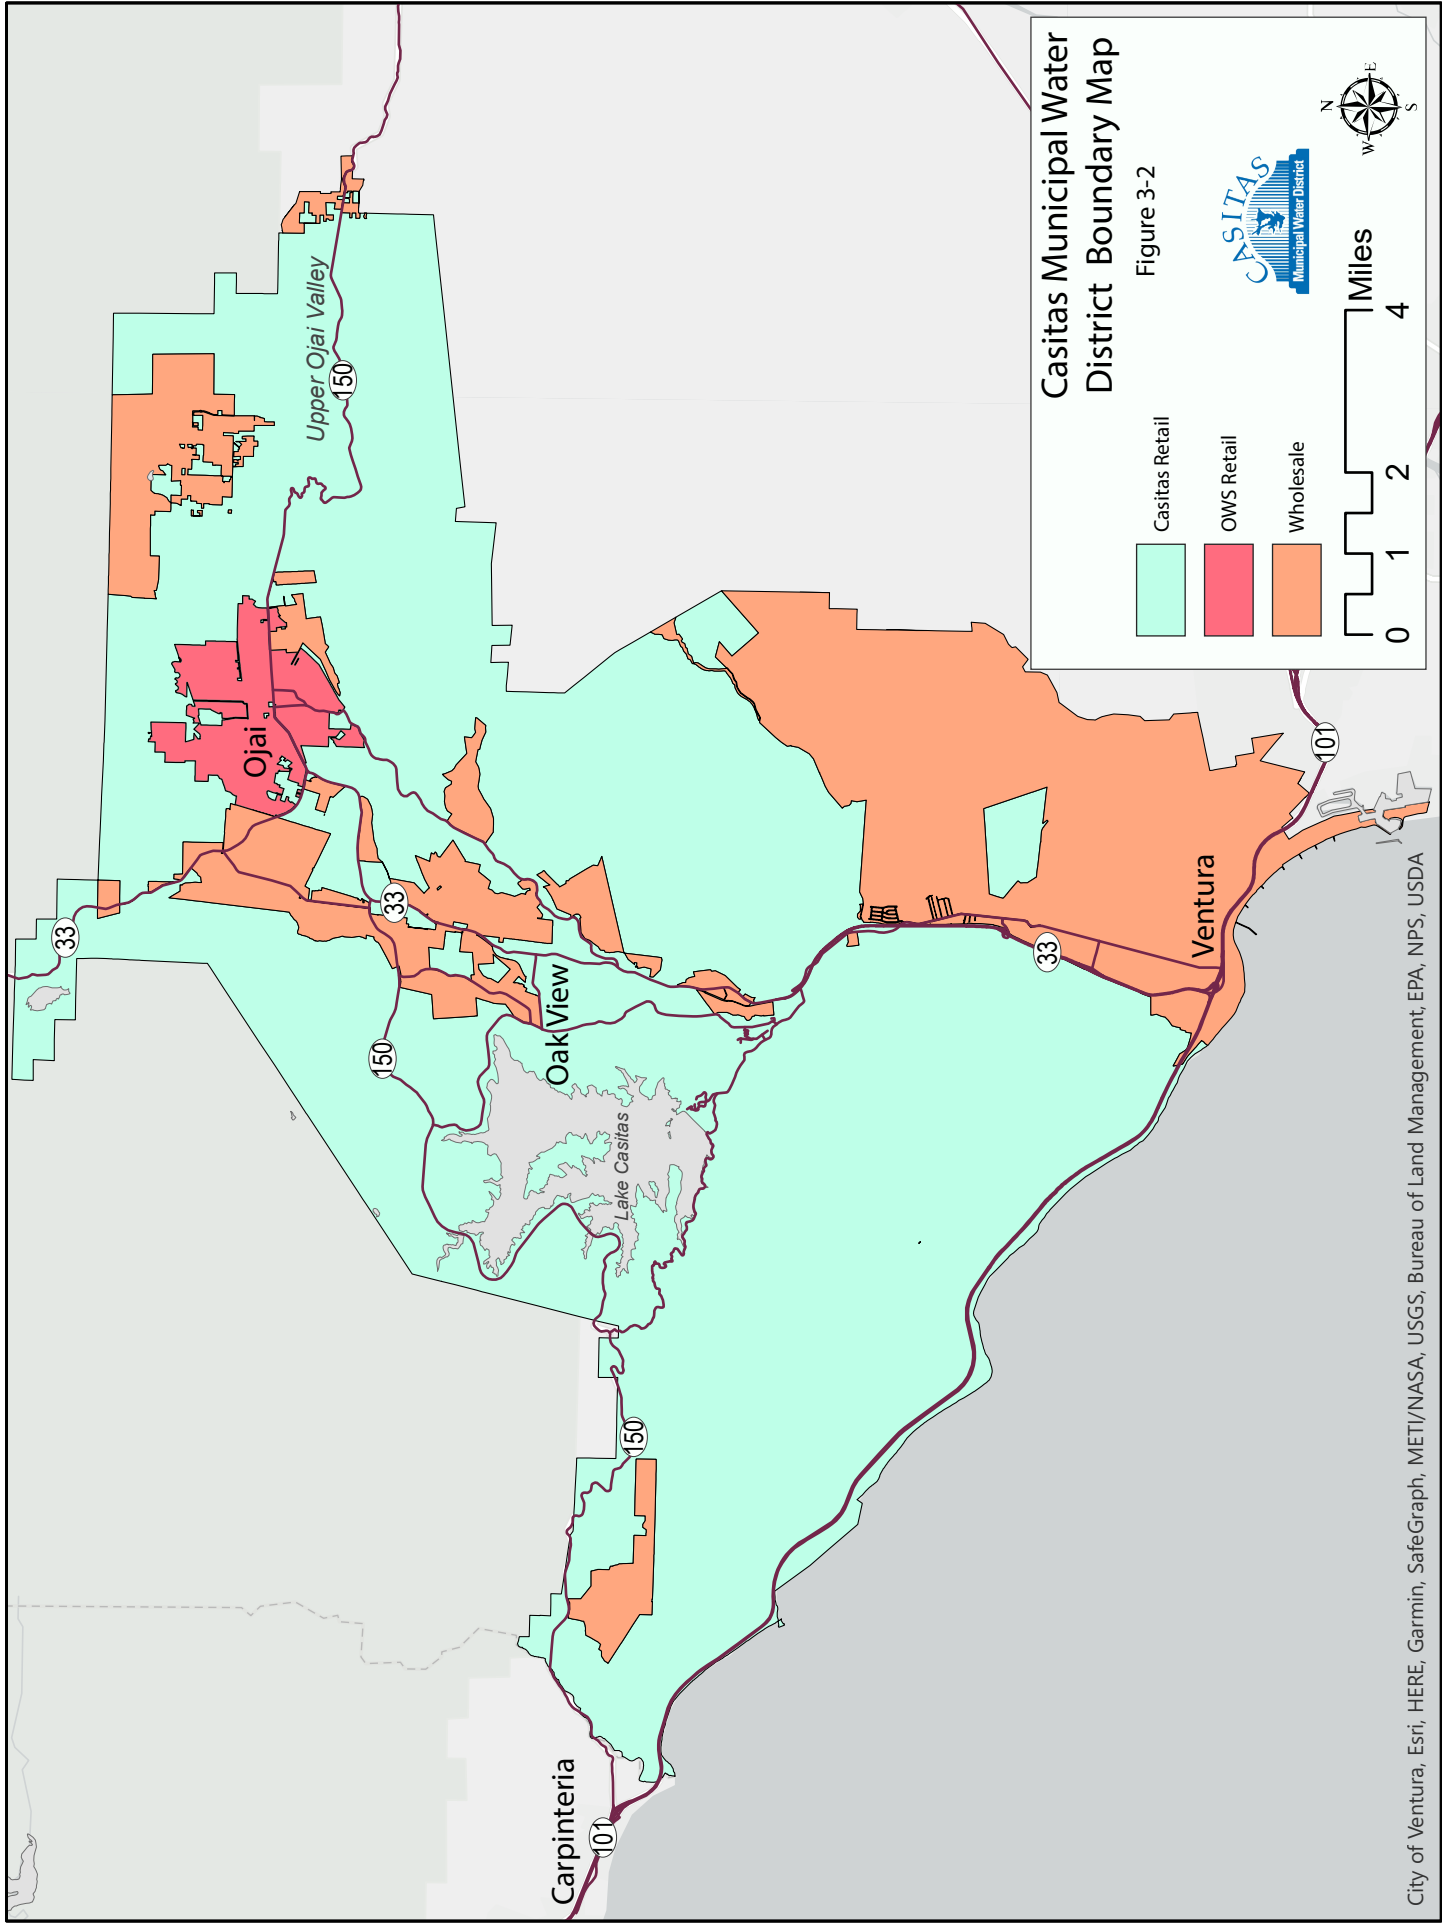 Casitas Municipal Water
District Boundary Map
Figure 3-2
CASITAS
Municipal Water District
N
E
S
W
Casitas Retail
OWS Retail
Wholesale
0 1 2 4
Miles
33
Ojai
Upper Ojai Valley
150
33
150
Oak View
Lake Casitas
150
Carpinteria
101
33
Ventura
101
City of Ventura, Esri, HERE, Garmin, SafeGraph, METI/NASA, USGS, Bureau of Land Management, EPA, NPS, USDA